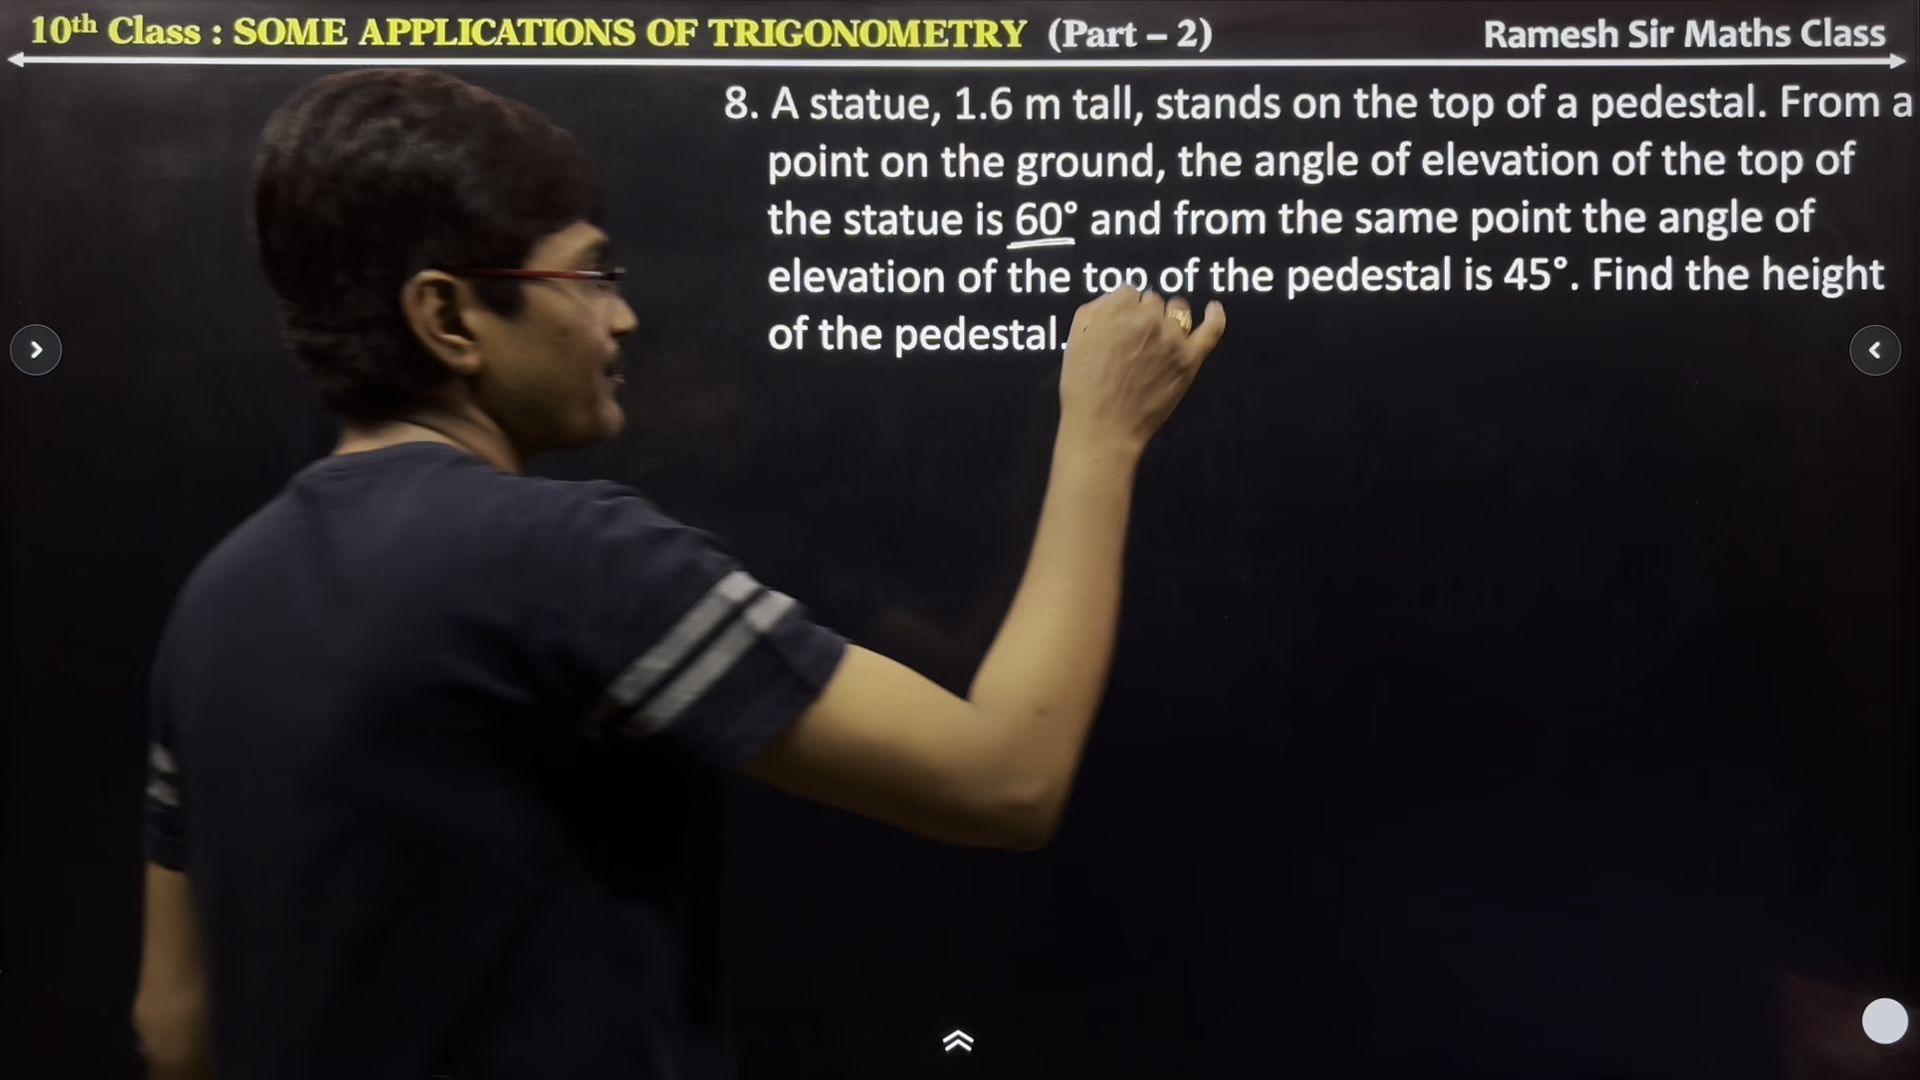 10th Class : SOME APPLICATIONS OF TRIGONOMETRY (Part – 2) Ramesh Sir Maths Class
8. A statue, 1.6 m tall, stands on the top of a pedestal. From a
point on the ground, the angle of elevation of the top of
the statue is 60° and from the same point the angle of
elevation of the top of the pedestal is 45°. Find the height
of the pedestal.